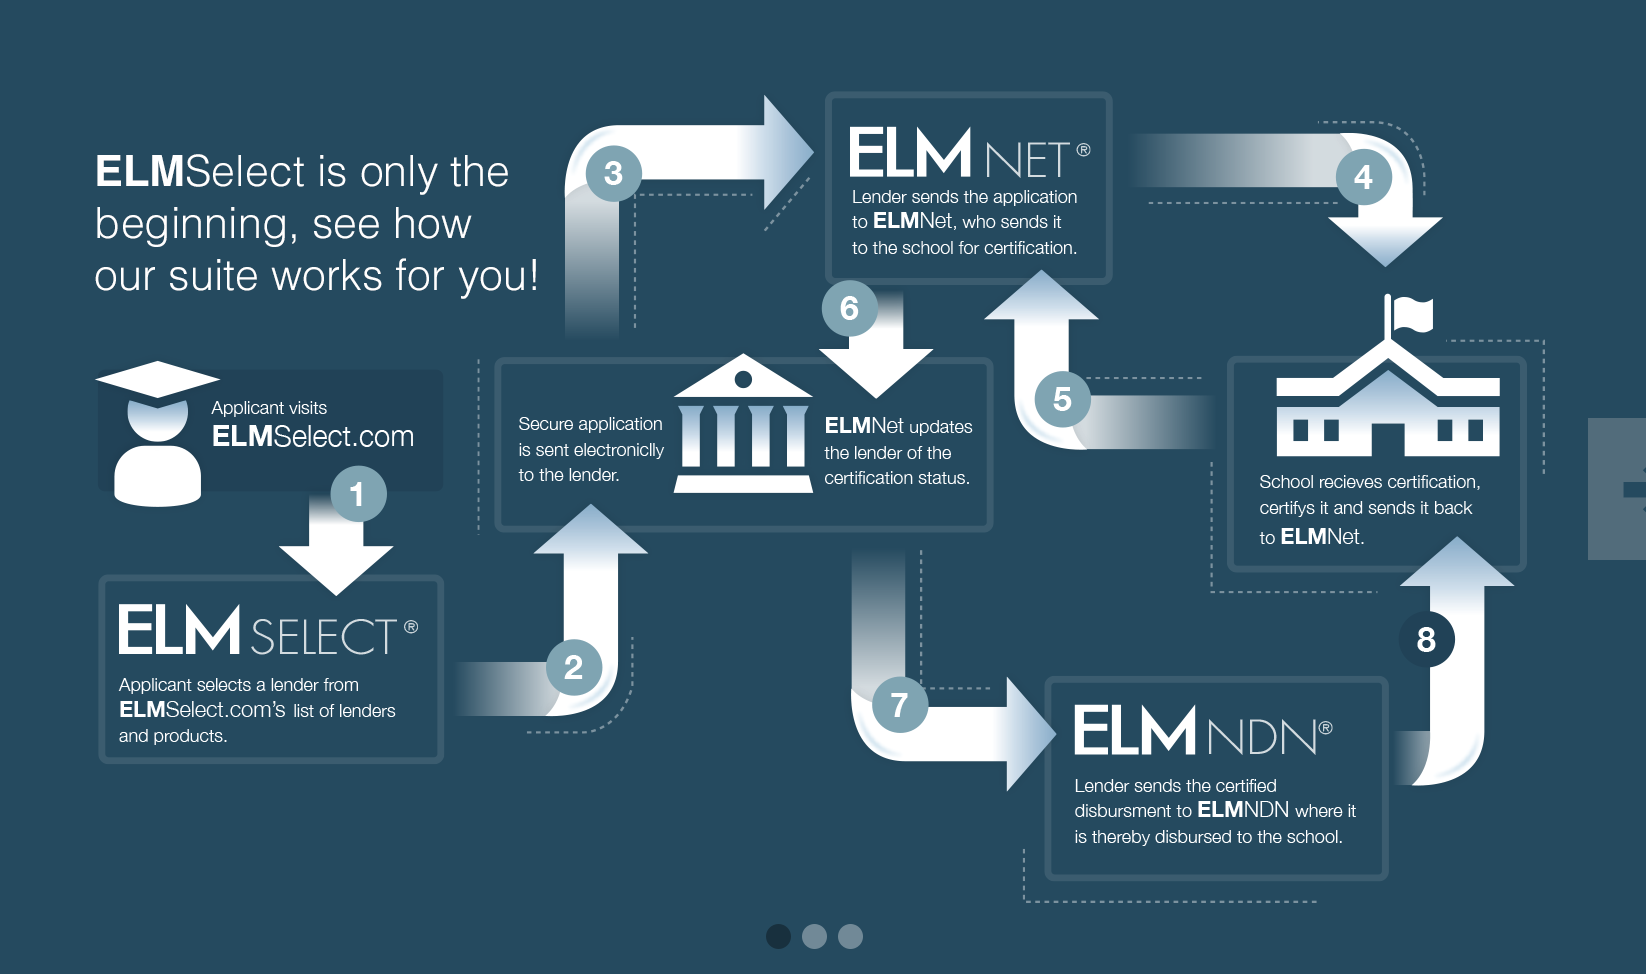 ELMSelect is only the
beginning, see how
our suite works for you!
Applicant visits
ELMSelect.com
1
ELM SELECT®
Applicant selects a lender from
ELMSelect.com's list of lenders
and products.
2
Secure application
is sent electroniclly
to the lender.
3
ELM NET®
Lender sends the application
to ELMNet, who sends it
to the school for certification.
4
School recieves certification,
certifys it and sends it back
to ELMNet.
5
6
ELMNet updates
the lender of the
certification status.
7
ELM NDN®
Lender sends the certified
disbursment to ELMNDN where it
is thereby disbursed to the school.
8